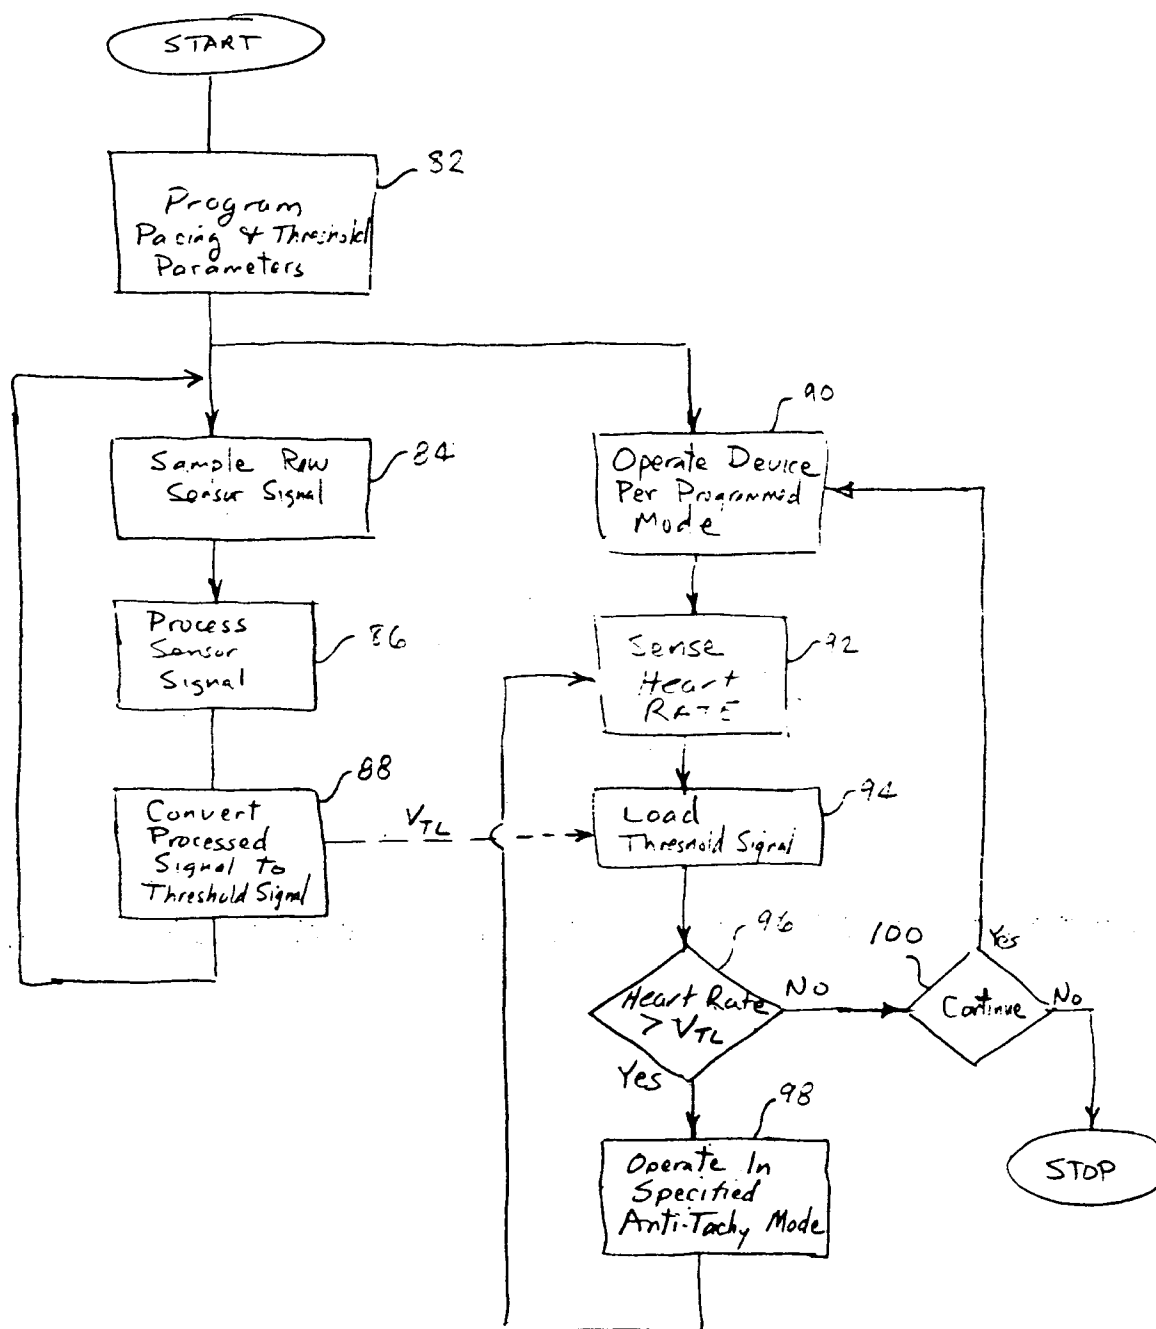 START
82
Program
Pacing & Threshold
Parameters
84
Sample Raw
Sensor Signal
86
Process
Sensor
Signal
88
Convert
Processed
Signal to
Threshold Signal
VTL
90
Operate Device
Per Programmed
Mode
92
Sense
Heart
RATE
94
Load
Threshold Signal
96
Heart Rate
> VTL
No
Yes
100
Continue
Yes
No
98
Operate In
Specified
Anti-Tachy Mode
STOP